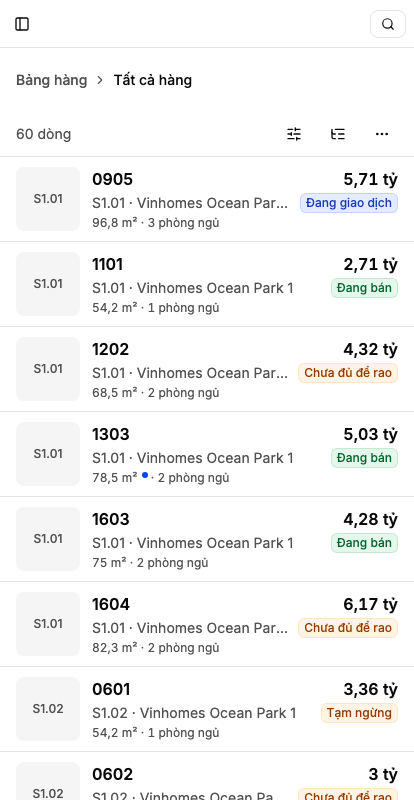 Bảng hàng > Tất cả hàng
60 dòng
S1.01
0905
5,71 tỷ
S1.01 · Vinhomes Ocean Par...
Đang giao dịch
96,8 m² · 3 phòng ngủ
S1.01
1101
2,71 tỷ
S1.01 · Vinhomes Ocean Park 1
Đang bán
54,2 m² · 1 phòng ngủ
S1.01
1202
4,32 tỷ
S1.01 · Vinhomes Ocean Par...
Chưa đủ để rao
68,5 m² · 2 phòng ngủ
S1.01
1303
5,03 tỷ
S1.01 · Vinhomes Ocean Park 1
Đang bán
78,5 m² · 2 phòng ngủ
S1.01
1603
4,28 tỷ
S1.01 · Vinhomes Ocean Park 1
Đang bán
75 m² · 2 phòng ngủ
S1.01
1604
6,17 tỷ
S1.01 · Vinhomes Ocean Par...
Chưa đủ để rao
82,3 m² · 2 phòng ngủ
S1.02
0601
3,36 tỷ
S1.02 · Vinhomes Ocean Park 1
Tạm ngừng
54,2 m² · 1 phòng ngủ
S1.02
0602
3 tỷ
S1.02 · Vinhomes Ocean Pa...
Chưa đủ để rao